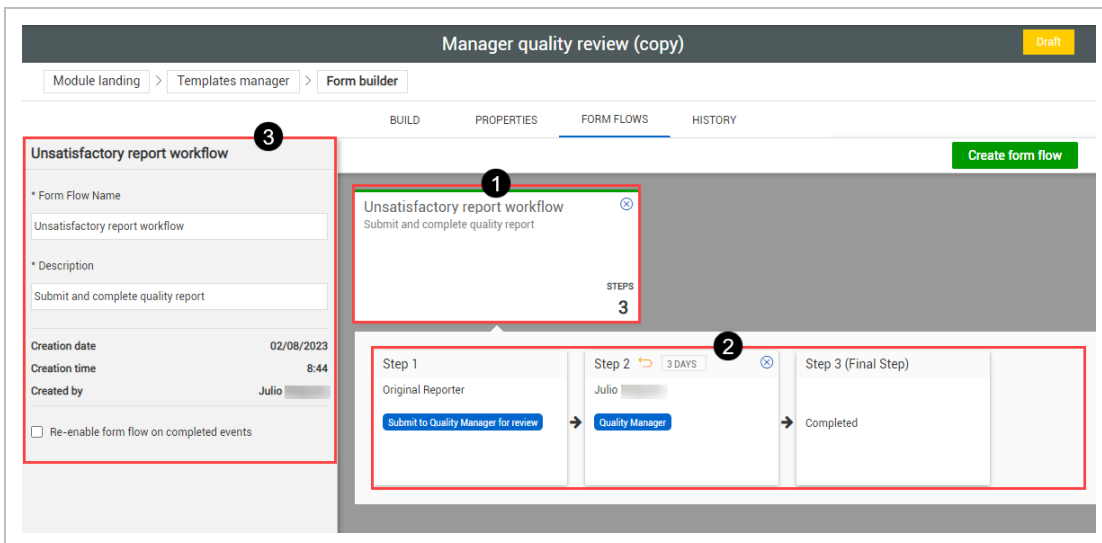 Manager quality review (copy)
Draft
Module landing > Templates manager > Form builder
BUILD PROPERTIES FORM FLOWS HISTORY
Create form flow
3
Unsatisfactory report workflow
* Form Flow Name
Unsatisfactory report workflow
* Description
Submit and complete quality report
Creation date 02/08/2023
Creation time 8:44
Created by Julio
Re-enable form flow on completed events
1
Unsatisfactory report workflow
Submit and complete quality report
STEPS
3
2
Step 1
Original Reporter
Submit to Quality Manager for review
Step 2 3 DAYS
Julio
Quality Manager
Step 3 (Final Step)
Completed